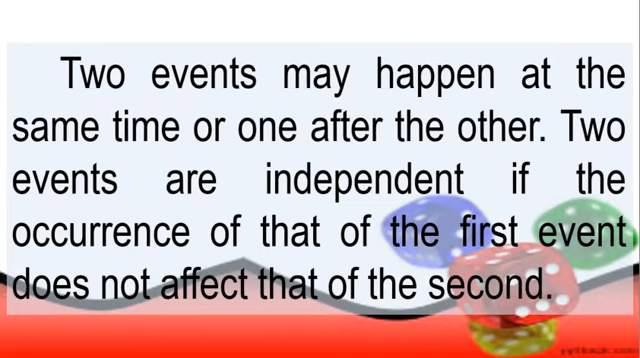 Two events may happen at the
same time or one after the other. Two
events are independent if the
occurrence of that of the first event
does not affect that of the second.